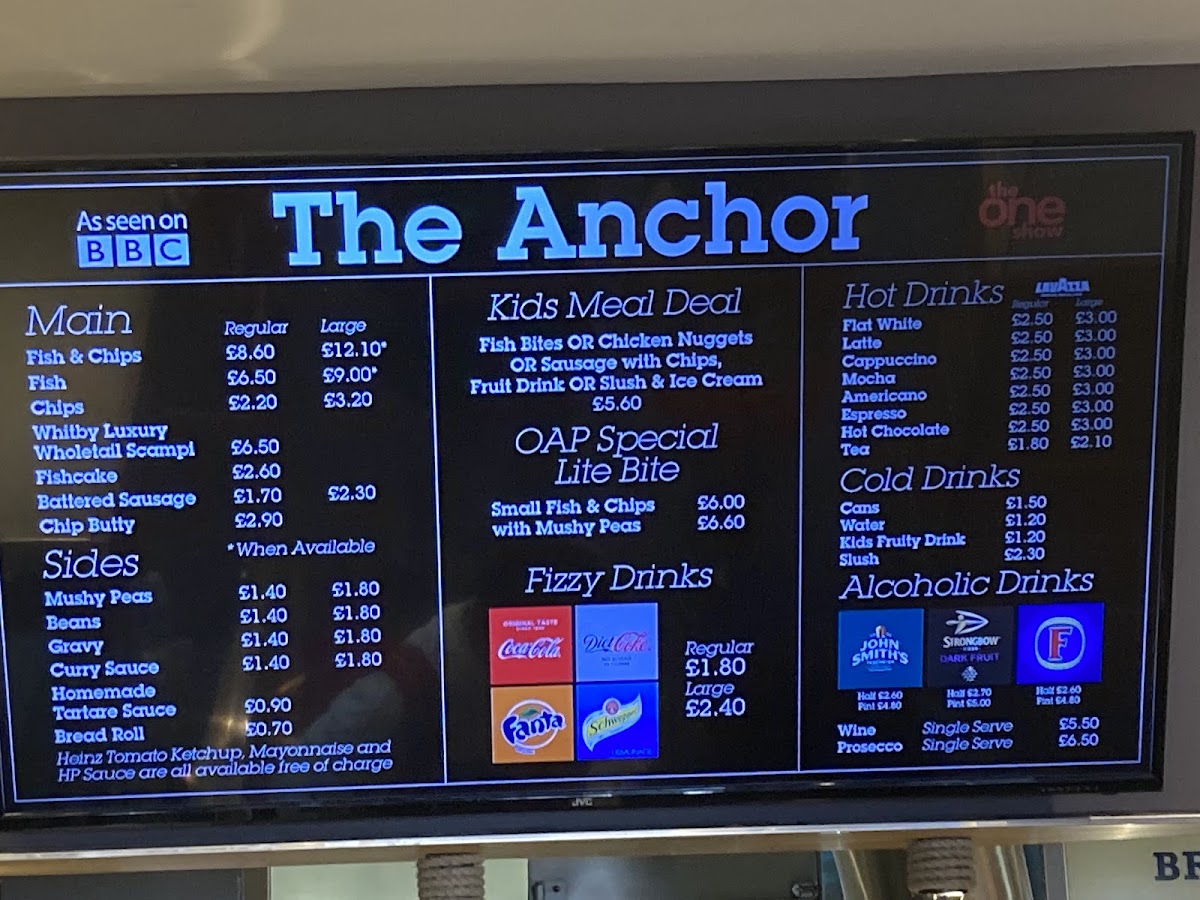 As seen on
BBC
The Anchor
the
one
show
Main
Regular Large
Fish & Chips £8.60 £12.10*
Fish £6.50 £9.00*
Chips £2.20 £3.20
Whitby Luxury
Wholetail Scampi £6.50
Fishcake £2.60
Battered Sausage £1.70 £2.30
Chip Butty £2.90
*When Available
Sides
Mushy Peas £1.40 £1.80
Beans £1.40 £1.80
Gravy £1.40 £1.80
Curry Sauce £1.40 £1.80
Homemade
Tartare Sauce £0.90
Bread Roll £0.70
Heinz Tomato Ketchup, Mayonnaise and
HP Sauce are all available free of charge
Kids Meal Deal
Fish Bites OR Chicken Nuggets
OR Sausage with Chips,
Fruit Drink OR Slush & Ice Cream
£5.60
OAP Special
Lite Bite
Small Fish & Chips £6.00
with Mushy Peas £6.60
Fizzy Drinks
ORIGINAL TASTE
Coca-Cola
Diet Coke
Fanta
Schweppes
Regular
£1.80
Large
£2.40
Hot Drinks
LAVAZZA
Regular Large
Flat White £2.50 £3.00
Latte £2.50 £3.00
Cappuccino £2.50 £3.00
Mocha £2.50 £3.00
Americano £2.50 £3.00
Espresso £2.50 £3.00
Hot Chocolate £2.50 £3.00
Tea £1.80 £2.10
Cold Drinks
Cans £1.50
Water £1.20
Kids Fruity Drink £1.20
Slush £2.30
Alcoholic Drinks
JOHN
SMITH'S
STRONGBOW
DARK FRUIT
F
Half £2.60
Pint £4.80
Half £2.70
Pint £5.00
Half £2.60
Pint £4.80
Wine Single Serve £5.50
Prosecco Single Serve £6.50
JVC